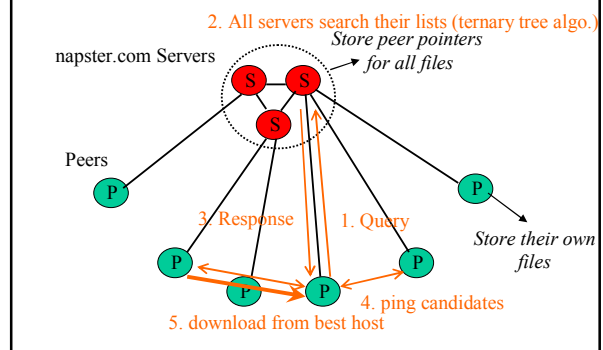 2. All servers search their lists (ternary tree algo.)
Store peer pointers
for all files
napster.com Servers
S
S
S
Peers
P
P
3. Response
1. Query
Store their own
files
P
P
P
P
4. ping candidates
5. download from best host